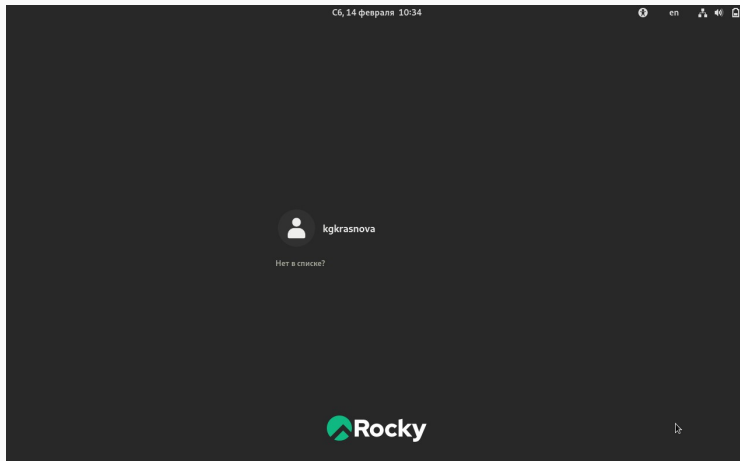 Сб, 14 февраля 10:34
en
kgkrasnova
Нет в списке?
Rocky